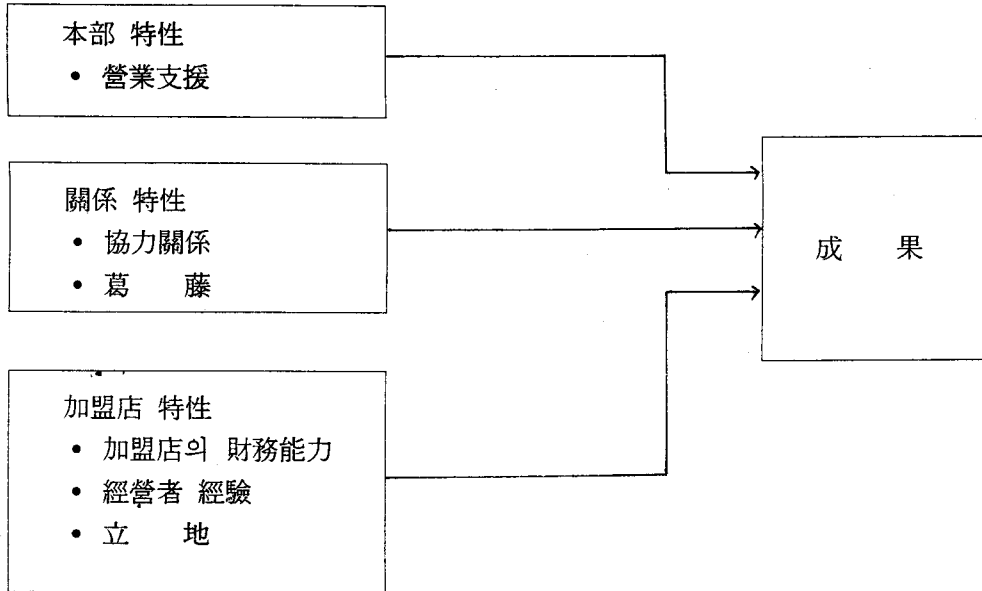 本部 特性
• 營業支援
關係 特性
• 協力關係
• 葛 藤
成 果
加盟店 特性
• 加盟店의 財務能力
• 經營者 經驗
• 立 地